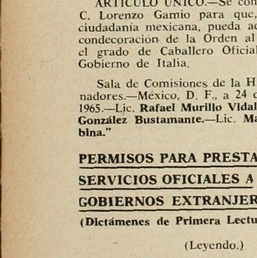 ARTICULO UNICO.—Se con
C. Lorenzo Gamio para que,
ciudadanía mexicana, pueda ac
condecoración de la Orden al
el grado de Caballero Oficial
Gobierno de Italia.
Sala de Comisiones de la H
nadores.—México, D. F., a 24 d
1965.—Lic. Rafael Murillo Vidal
González Bustamante.—Lic. Ma
bina."
PERMISOS PARA PRESTA
SERVICIOS OFICIALES A
GOBIERNOS EXTRANJER
(Dictámenes de Primera Lectu
(Leyendo.)